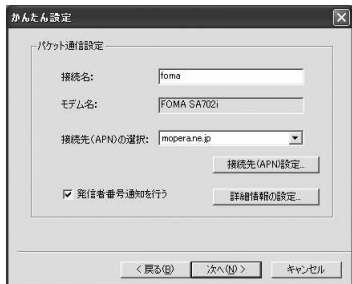 かんたん設定
パケット通信設定
接続名: foma
モデム名: FOMA SA702i
接続先(APN)の選択: mopera.ne.jp
接続先(APN)設定...
発信者番号通知を行う
詳細情報の設定...
< 戻る(B)
次へ(N) >
キャンセル